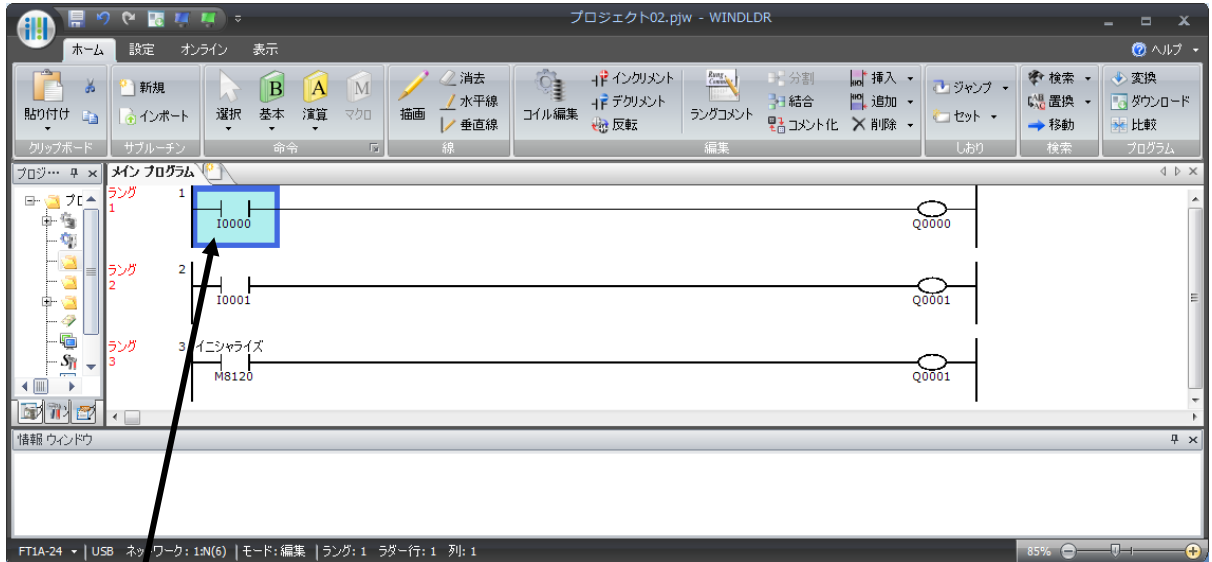 プロジェクト02.pjw - WINDLDR
ホーム 設定 オンライン 表示 ヘルプ
貼り付け
クリップボード
新規
インポート
サブルーチン
選択 B 基本 A 演算 M マクロ
命令
描画 消去
水平線
垂直線
線
コイル編集 インクリメント
デクリメント
反転
ラングコメント
分割
結合
コメント化
挿入
追加
削除
編集
ジャンプ
セット
しおり
検索
置換
移動
検索
変換
ダウンロード
比較
プログラム
プロジ… メイン プログラム
ラング 1
1
I0000 Q0000
ラング 2
2
I0001 Q0001
ラング 3 イニシャライズ
3
M8120 Q0001
情報 ウィンドウ
FT1A-24 USB ネットワーク: 1:N(6) モード: 編集 ラング: 1 ラダー行: 1 列: 1 85%